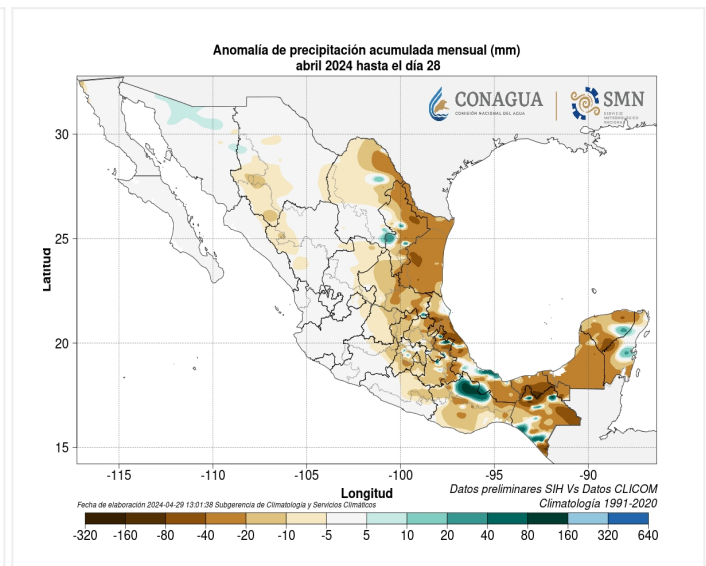 Anomalía de precipitación acumulada mensual (mm)
abril 2024 hasta el día 28
CONAGUA
COMISIÓN NACIONAL DEL AGUA
SMN
SERVICIO
METEOROLÓGICO
NACIONAL
Latitud
30
25
20
15
-115
-110
-105
-100
-95
-90
Longitud
Datos preliminares SIH Vs Datos CLICOM
Fecha de elaboración 2024-04-29 13:01:38 Subgerencia de Climatología y Servicios Climáticos
Climatología 1991-2020
-320
-160
-80
-40
-20
-10
-5
5
10
20
40
80
160
320
640